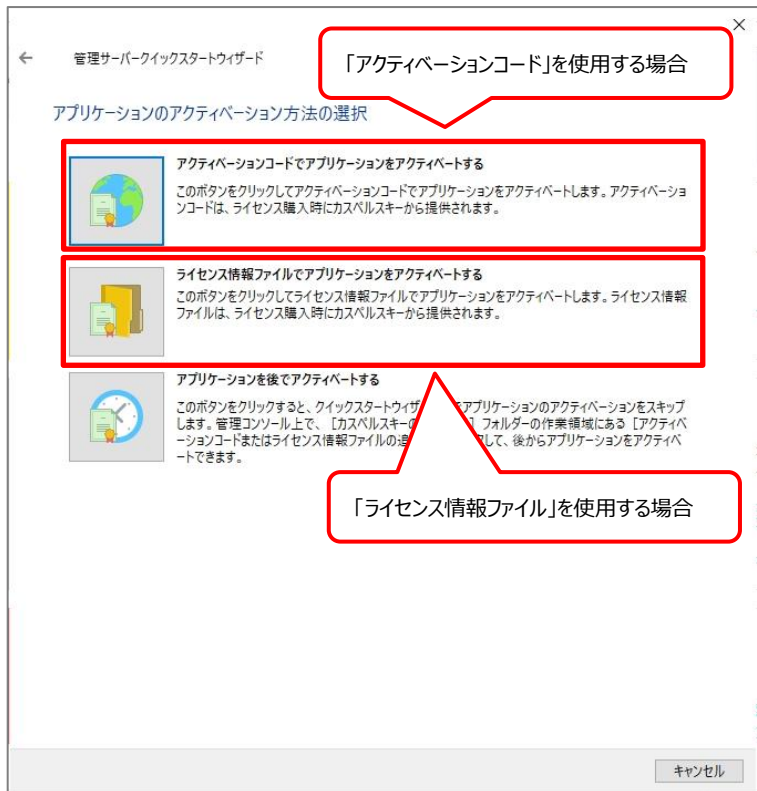 管理サーバークイックスタートウィザード
「アクティベーションコード」を使用する場合
アプリケーションのアクティベーション方法の選択
アクティベーションコードでアプリケーションをアクティベートする
このボタンをクリックしてアクティベーションコードでアプリケーションをアクティベートします。アクティベーショ
ンコードは、ライセンス購入時にカスペルスキーから提供されます。
ライセンス情報ファイルでアプリケーションをアクティベートする
このボタンをクリックしてライセンス情報ファイルでアプリケーションをアクティベートします。ライセンス情報
ファイルは、ライセンス購入時にカスペルスキーから提供されます。
アプリケーションを後でアクティベートする
このボタンをクリックすると、クイックスタートウィザ アプリケーションのアクティベーションをスキップ
します。管理コンソール上で、［カスペルスキーの ］フォルダーの作業領域にある［アクティベ
ーションコードまたはライセンス情報ファイルの追 して、後からアプリケーションをアクティベ
ートできます。
「ライセンス情報ファイル」を使用する場合
キャンセル